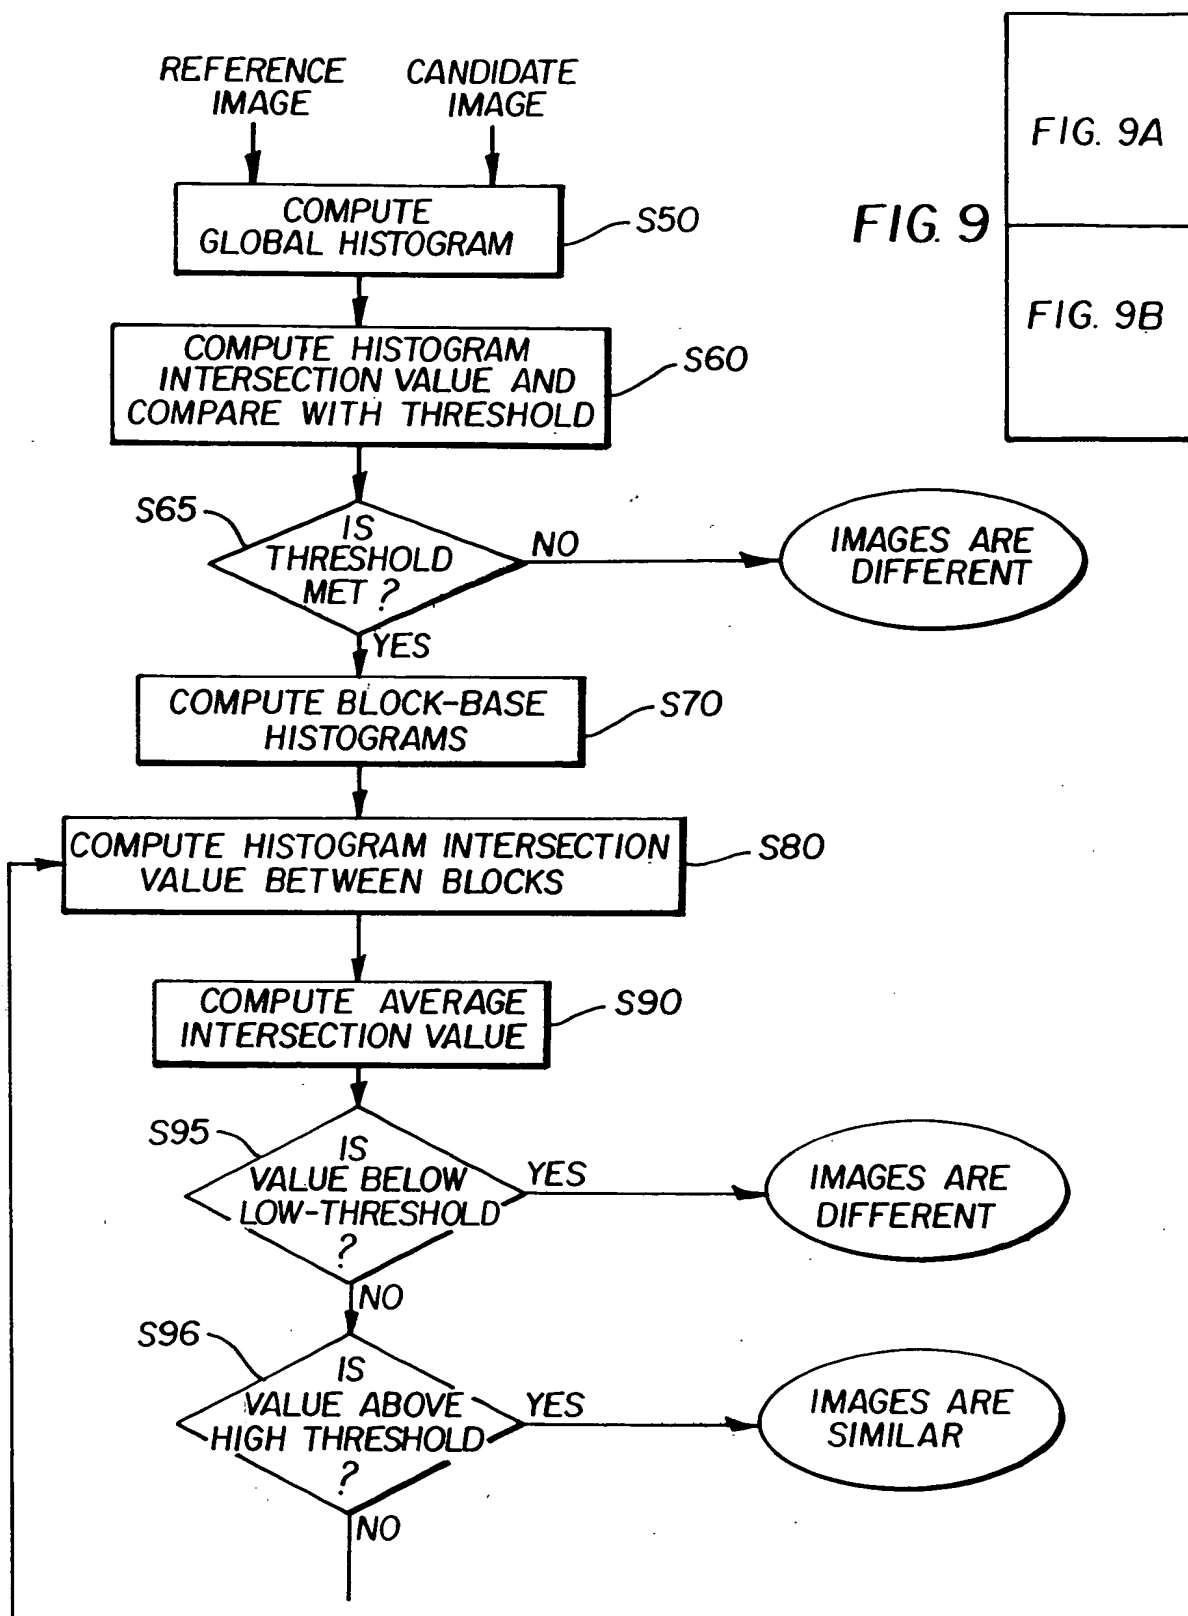 REFERENCE
IMAGE
CANDIDATE
IMAGE
COMPUTE
GLOBAL HISTOGRAM
S50
FIG. 9
FIG. 9A
FIG. 9B
COMPUTE HISTOGRAM
INTERSECTION VALUE AND
COMPARE WITH THRESHOLD
S60
S65
IS
THRESHOLD
MET ?
NO
IMAGES ARE
DIFFERENT
YES
COMPUTE BLOCK-BASE
HISTOGRAMS
S70
COMPUTE HISTOGRAM INTERSECTION
VALUE BETWEEN BLOCKS
S80
COMPUTE AVERAGE
INTERSECTION VALUE
S90
S95
IS
VALUE BELOW
LOW-THRESHOLD
?
YES
IMAGES ARE
DIFFERENT
NO
S96
IS
VALUE ABOVE
HIGH THRESHOLD
?
YES
IMAGES ARE
SIMILAR
NO